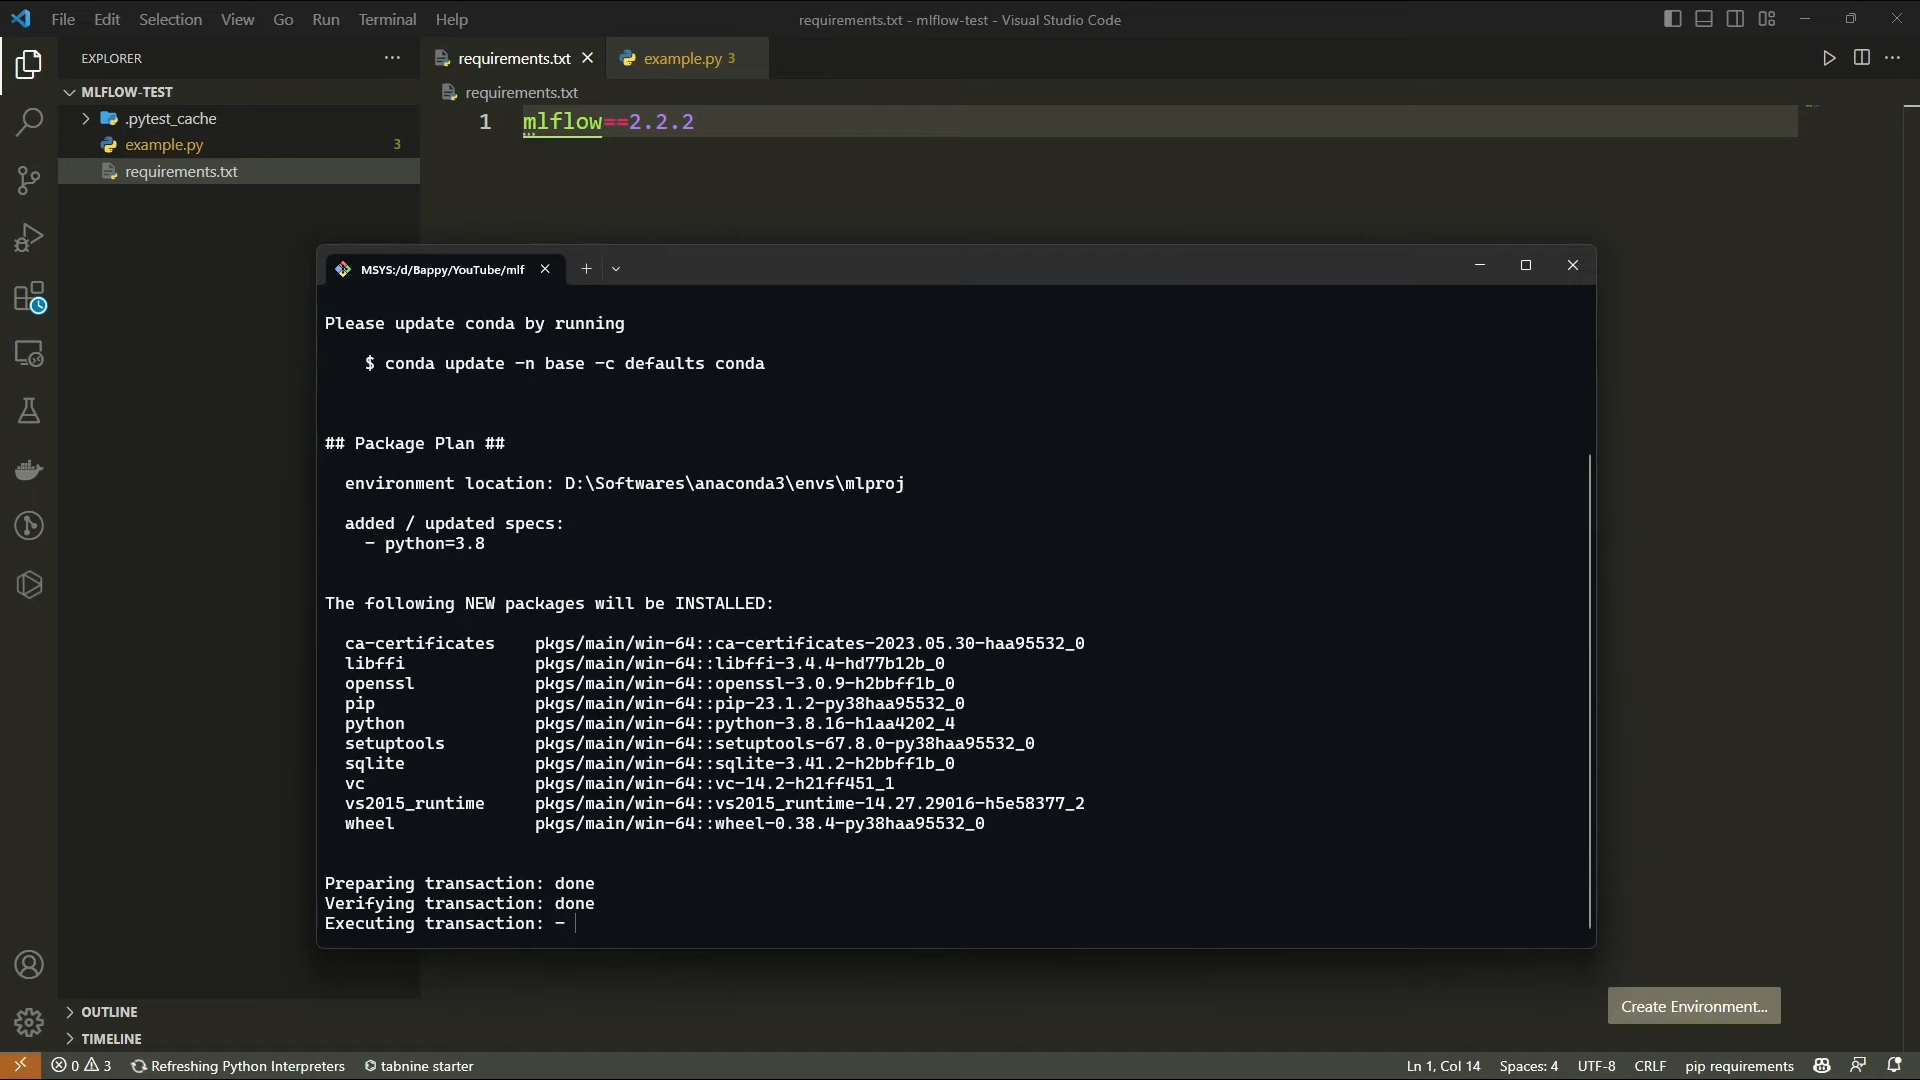 File Edit Selection View Go Run Terminal Help
requirements.txt - mlflow-test - Visual Studio Code
EXPLORER
requirements.txt
example.py 3
MLFLOW-TEST
.pytest_cache
example.py 3
requirements.txt
requirements.txt
1 mlflow==2.2.2
MSYS:/d/Bappy/YouTube/mlf
Please update conda by running
$ conda update -n base -c defaults conda
## Package Plan ##
environment location: D:\Softwares\anaconda3\envs\mlproj
added / updated specs:
- python=3.8
The following NEW packages will be INSTALLED:
ca-certificates pkgs/main/win-64::ca-certificates-2023.05.30-haa95532_0
libffi pkgs/main/win-64::libffi-3.4.4-hd77b12b_0
openssl pkgs/main/win-64::openssl-3.0.9-h2bbff1b_0
pip pkgs/main/win-64::pip-23.1.2-py38haa95532_0
python pkgs/main/win-64::python-3.8.16-h1aa4202_4
setuptools pkgs/main/win-64::setuptools-67.8.0-py38haa95532_0
sqlite pkgs/main/win-64::sqlite-3.41.2-h2bbff1b_0
vc pkgs/main/win-64::vc-14.2-h21ff451_1
vs2015_runtime pkgs/main/win-64::vs2015_runtime-14.27.29016-h5e58377_2
wheel pkgs/main/win-64::wheel-0.38.4-py38haa95532_0
Preparing transaction: done
Verifying transaction: done
Executing transaction: -
Create Environment...
OUTLINE
TIMELINE
0 3 Refreshing Python Interpreters tabnine starter
Ln 1, Col 14 Spaces: 4 UTF-8 CRLF pip requirements